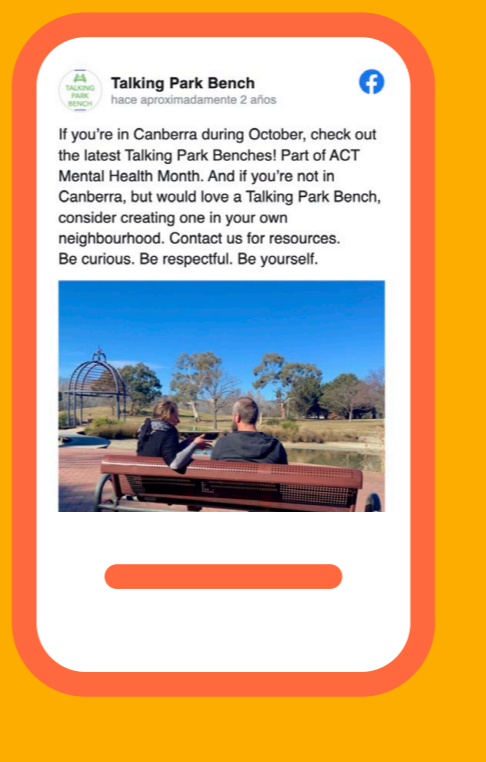 TALKING
PARK
BENCH
Talking Park Bench
hace aproximadamente 2 años
If you're in Canberra during October, check out
the latest Talking Park Benches! Part of ACT
Mental Health Month. And if you're not in
Canberra, but would love a Talking Park Bench,
consider creating one in your own
neighbourhood. Contact us for resources.
Be curious. Be respectful. Be yourself.